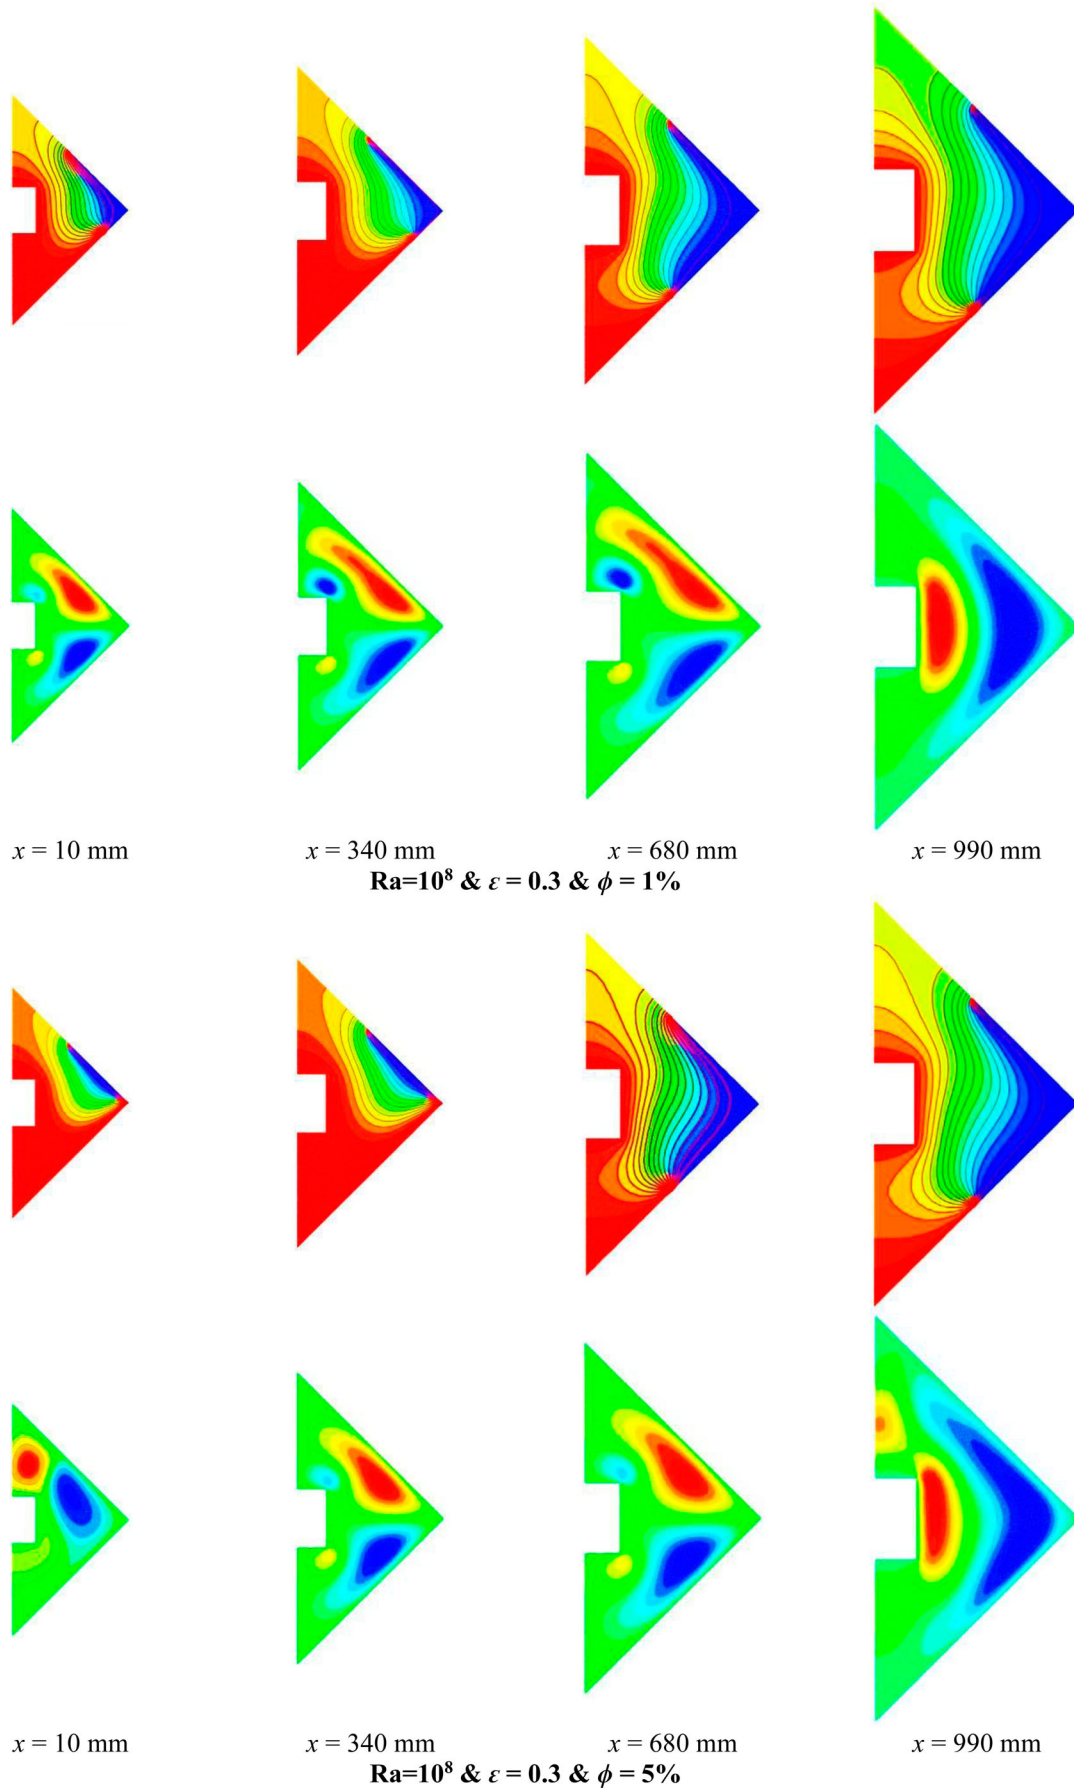 x = 10 mm x = 340 mm x = 680 mm x = 990 mm
Ra=10⁸ & ε = 0.3 & ϕ = 1%
x = 10 mm x = 340 mm x = 680 mm x = 990 mm
Ra=10⁸ & ε = 0.3 & ϕ = 5%